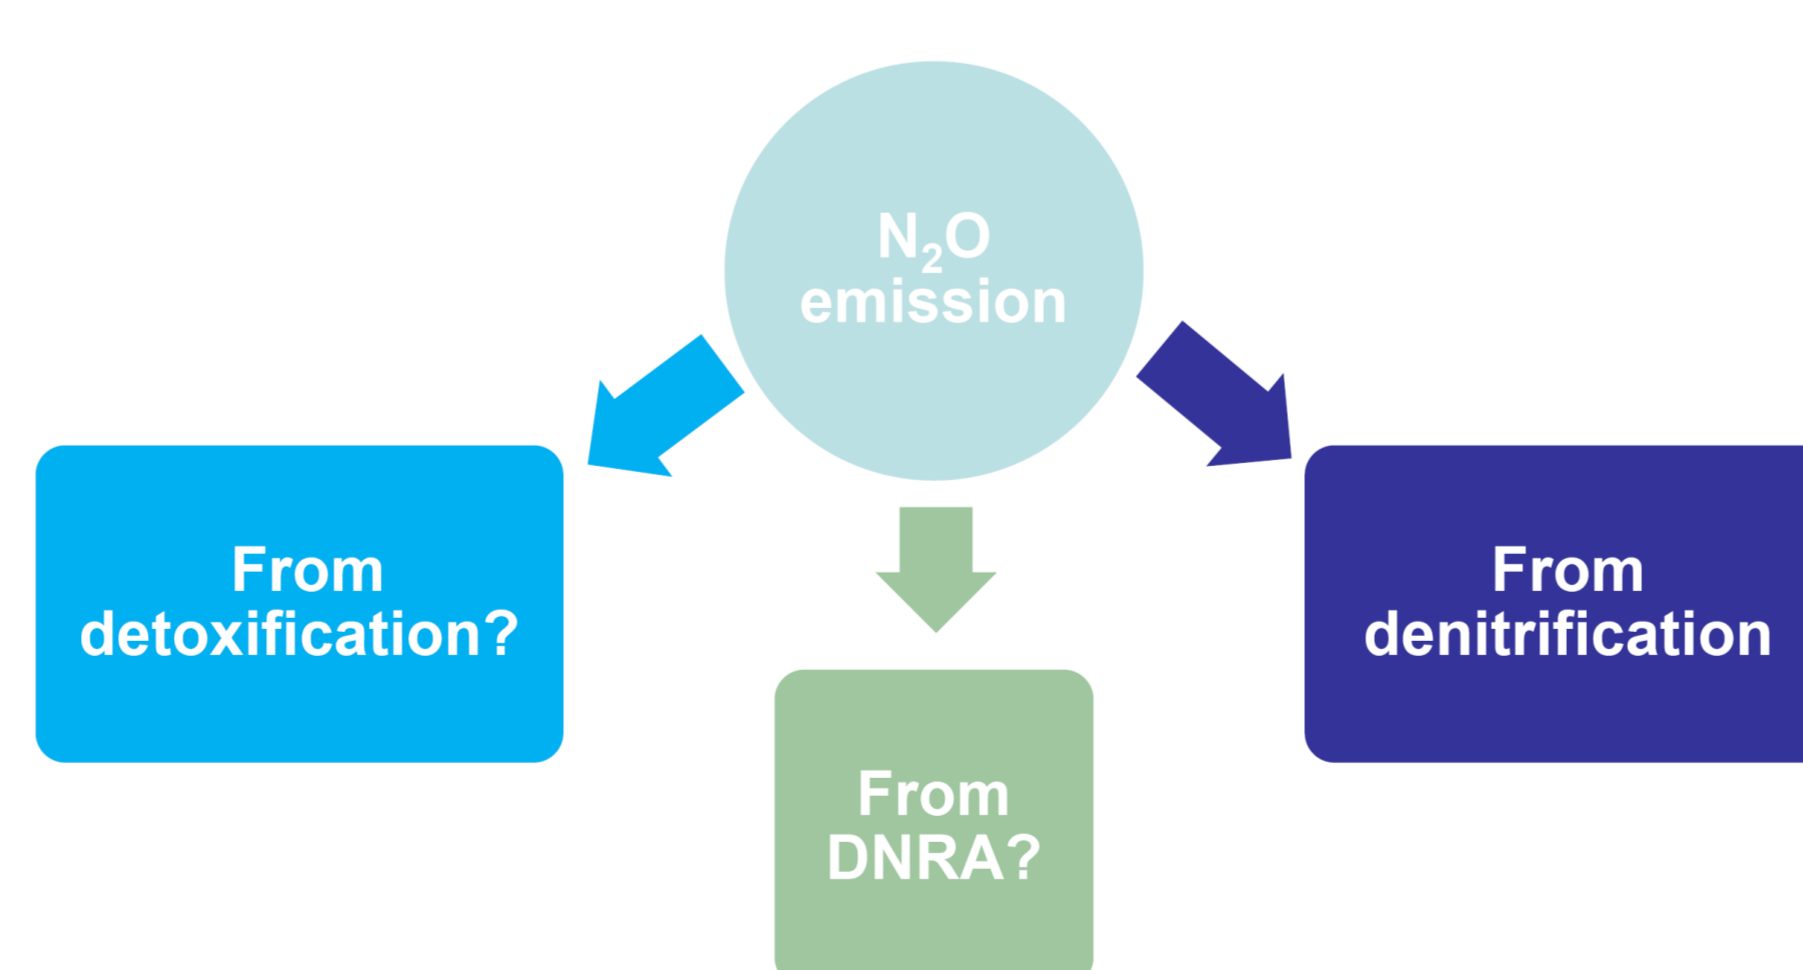 N₂O
emission
From
detoxification?
From
DNRA?
From
denitrification